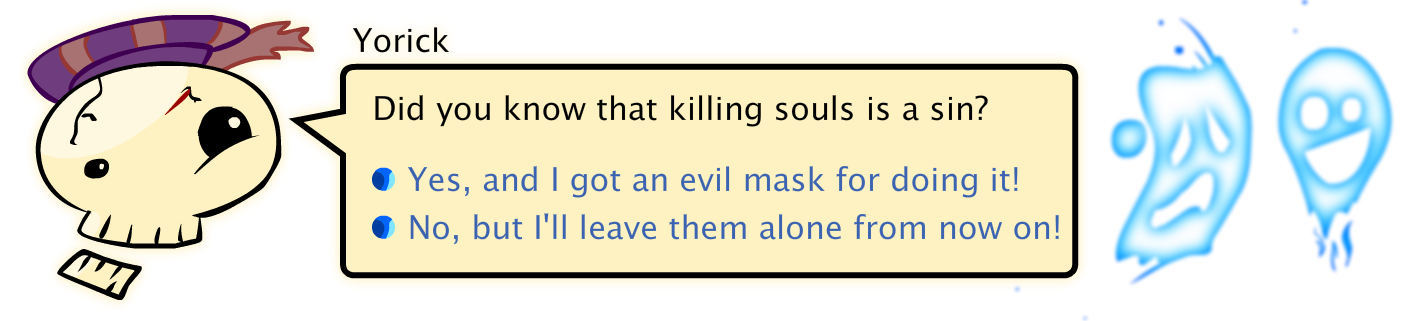 Yorick
Did you know that killing souls is a sin?
Yes, and I got an evil mask for doing it!
No, but I'll leave them alone from now on!